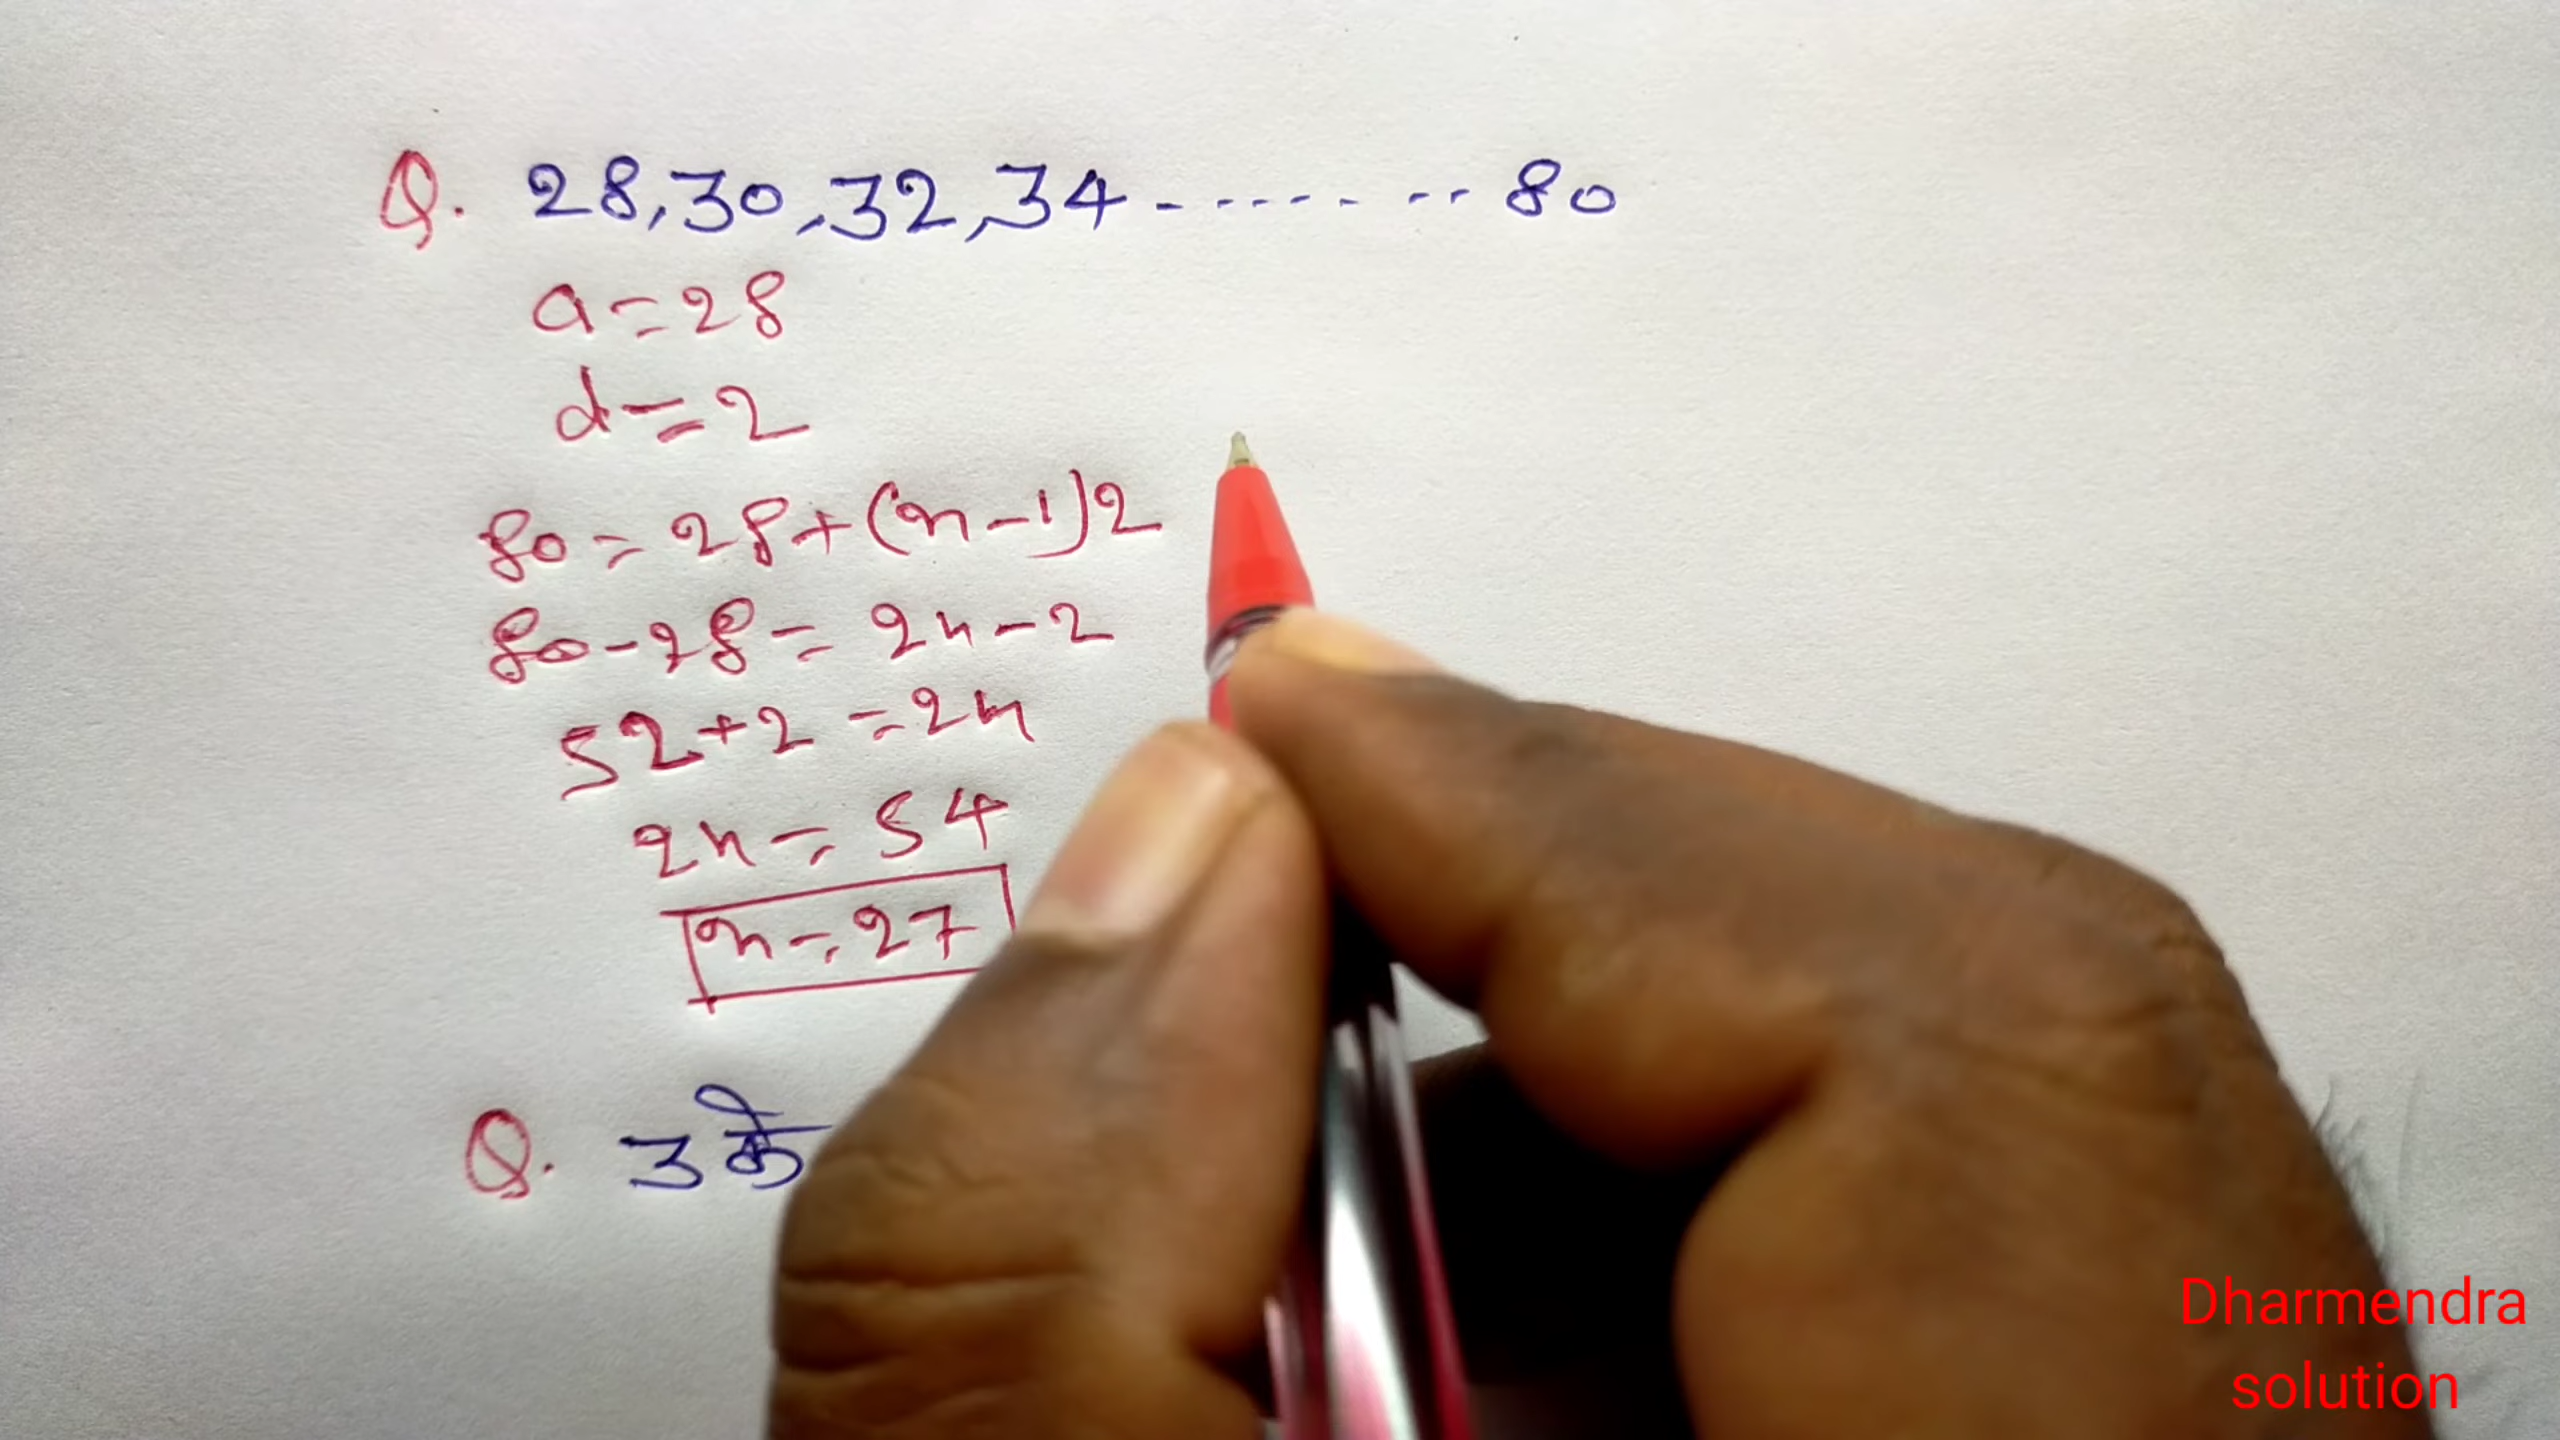 Q. 28,30,32,34 - - - - - - - - 80
a=28
d=2
80=28+(n-1)2
80-28=2n-2
52+2=2n
2n=54
n=27
Q. 3 के
Dharmendra
solution